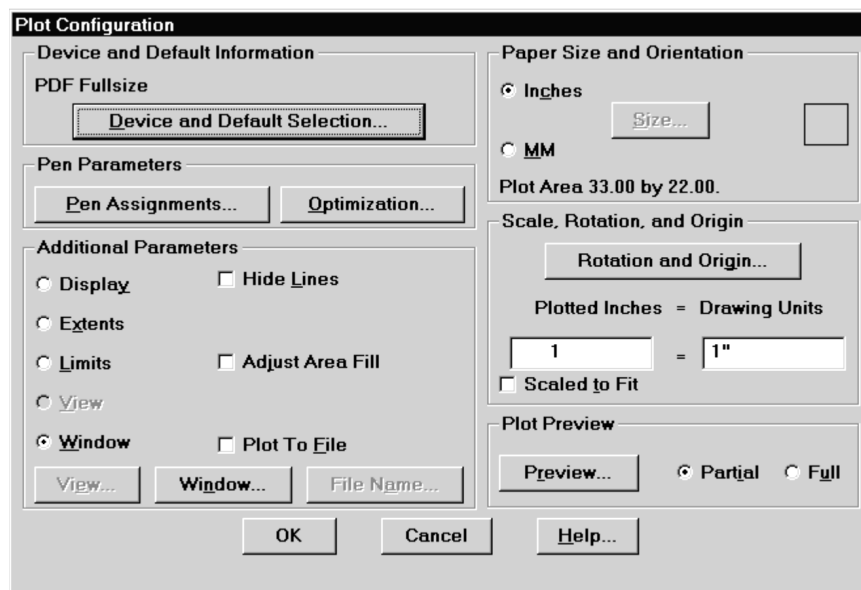 Plot Configuration
Device and Default Information
PDF Fullsize
Device and Default Selection...
Pen Parameters
Pen Assignments...
Optimization...
Additional Parameters
Display
Hide Lines
Extents
Limits
Adjust Area Fill
View
Window
Plot To File
View...
Window...
File Name...
Paper Size and Orientation
Inches
Size...
MM
Plot Area 33.00 by 22.00.
Scale, Rotation, and Origin
Rotation and Origin...
Plotted Inches = Drawing Units
1 = 1"
Scaled to Fit
Plot Preview
Preview...
Partial
Full
OK
Cancel
Help...